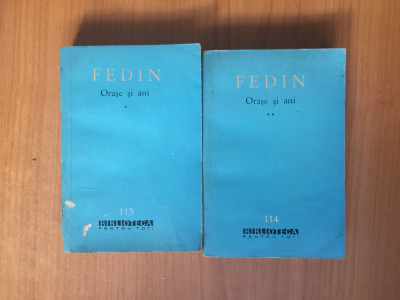 FEDIN
Orașe și ani
*
113
BIBLIOTECA
PENTRU TOȚI
FEDIN
Orașe și ani
**
114
BIBLIOTECA
PENTRU TOȚI